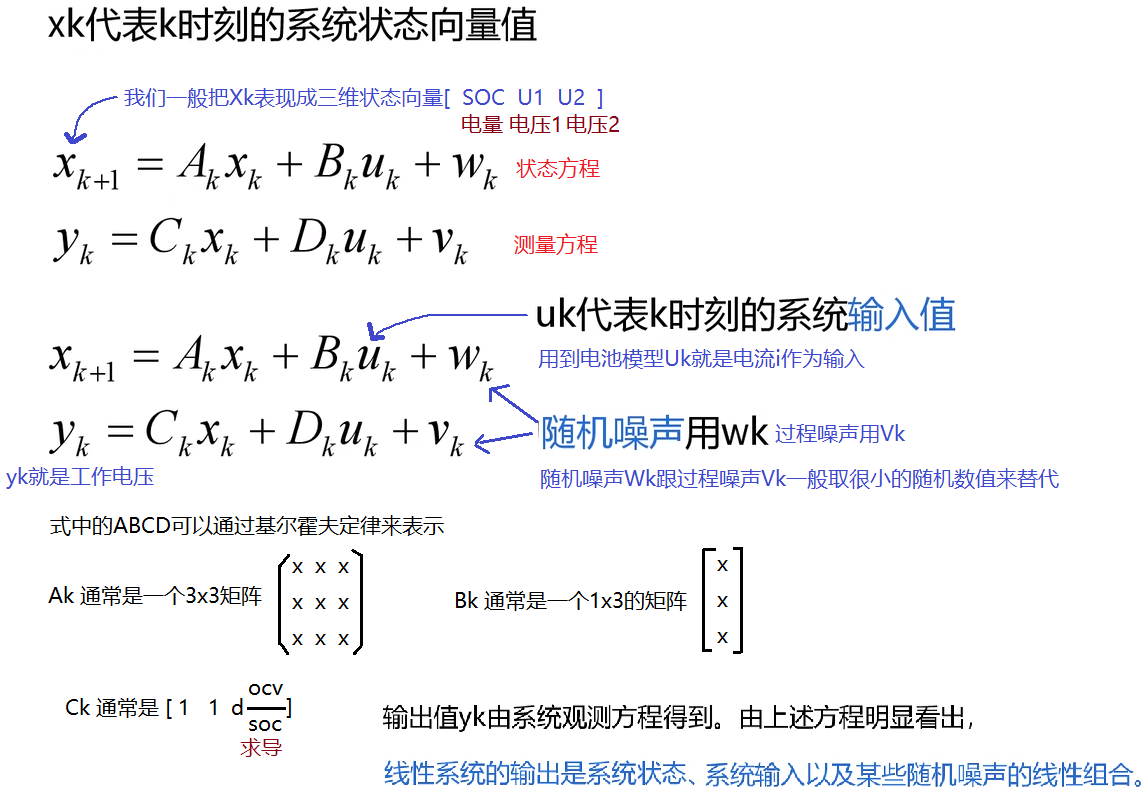 xk代表k时刻的系统状态向量值
我们一般把Xk表现成三维状态向量[ SOC U1 U2 ]
电量 电压1 电压2
x_{k+1} = A_k x_k + B_k u_k + w_k 状态方程
y_k = C_k x_k + D_k u_k + v_k 测量方程
uk代表k时刻的系统输入值
x_{k+1} = A_k x_k + B_k u_k + w_k 用到电池模型Uk就是电流i作为输入
y_k = C_k x_k + D_k u_k + v_k 随机噪声用wk 过程噪声用Vk
yk就是工作电压 随机噪声Wk跟过程噪声Vk一般取很小的随机数值来替代
式中的ABCD可以通过基尔霍夫定律来表示
x x x
Ak 通常是一个3x3矩阵 x x x
x x x
x
Bk 通常是一个1x3的矩阵 x
x
Ck 通常是 [ 1 1 d ocv/soc ]
求导
输出值yk由系统观测方程得到。由上述方程明显看出，
线性系统的输出是系统状态、系统输入以及某些随机噪声的线性组合。